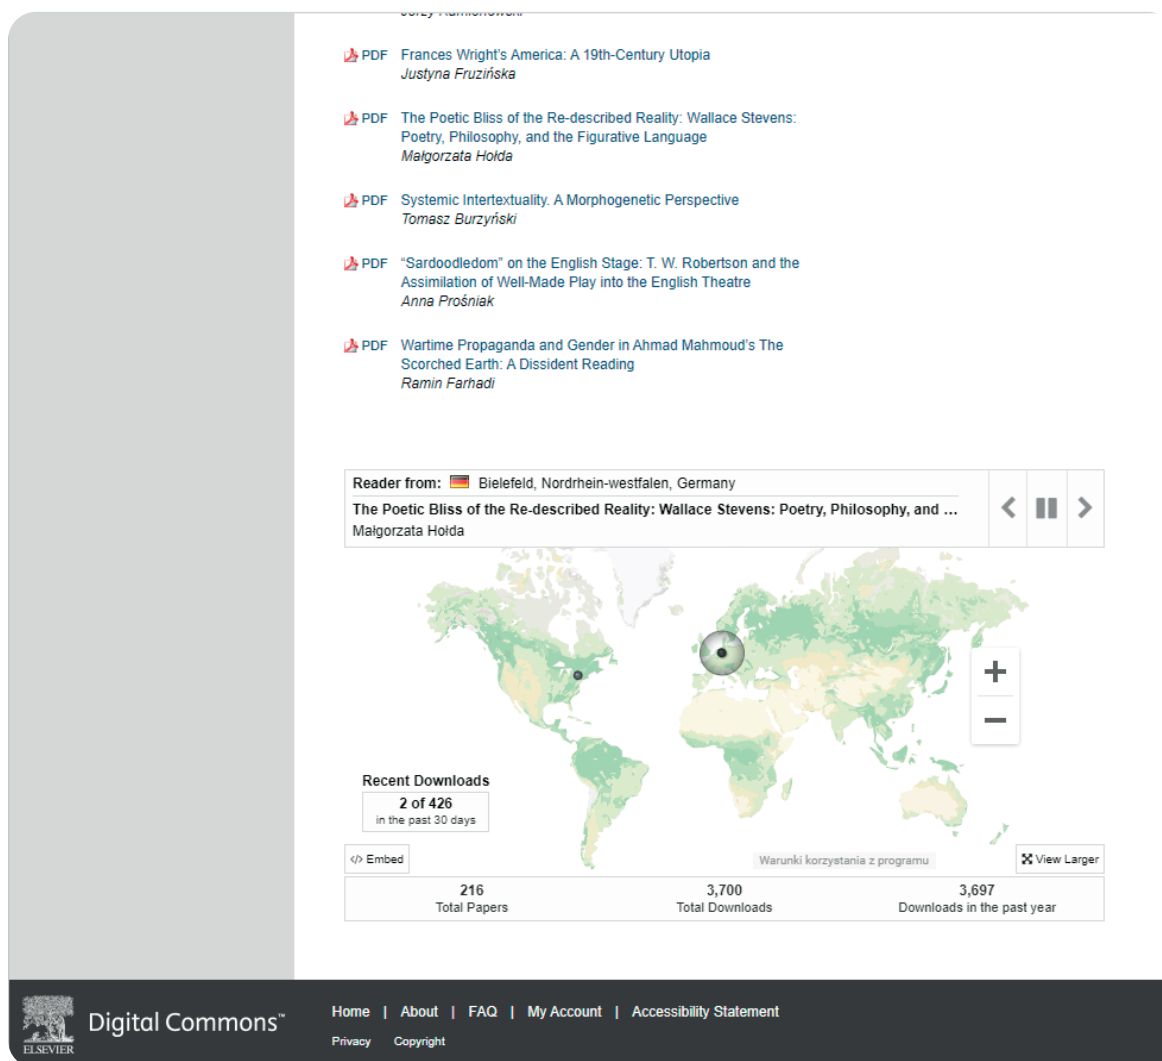 Jerzy Kamionowski
PDF Frances Wright’s America: A 19th-Century Utopia
Justyna Fruzińska
PDF The Poetic Bliss of the Re-described Reality: Wallace Stevens:
Poetry, Philosophy, and the Figurative Language
Małgorzata Hołda
PDF Systemic Intertextuality. A Morphogenetic Perspective
Tomasz Burzyński
PDF “Sardoodledom” on the English Stage: T. W. Robertson and the
Assimilation of Well-Made Play into the English Theatre
Anna Prośniak
PDF Wartime Propaganda and Gender in Ahmad Mahmoud’s The
Scorched Earth: A Dissident Reading
Ramin Farhadi
Reader from: Bielefeld, Nordrhein-westfalen, Germany
The Poetic Bliss of the Re-described Reality: Wallace Stevens: Poetry, Philosophy, and ...
Małgorzata Hołda
Recent Downloads
2 of 426
in the past 30 days
</> Embed
Warunki korzystania z programu
View Larger
216
Total Papers
3,700
Total Downloads
3,697
Downloads in the past year
ELSEVIER
Digital Commons™
Home | About | FAQ | My Account | Accessibility Statement
Privacy Copyright